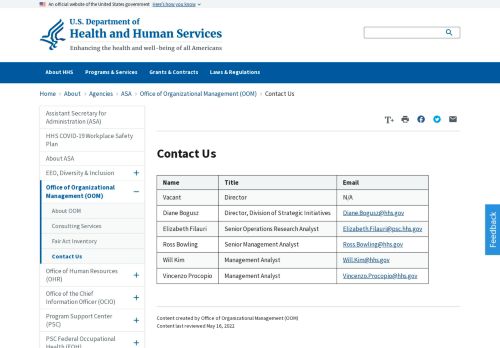 An official website of the United States government Here's how you know
U.S. Department of
Health and Human Services
Enhancing the health and well-being of all Americans
About HHS Programs & Services Grants & Contracts Laws & Regulations
Home › About › Agencies › ASA › Office of Organizational Management (OOM) › Contact Us
Assistant Secretary for
Administration (ASA)
HHS COVID-19 Workplace Safety
Plan
About ASA
EEO, Diversity & Inclusion +
Office of Organizational
Management (OOM) −
About OOM
Consulting Services
Fair Act Inventory
Contact Us
Office of Human Resources
(OHR) +
Office of the Chief
Information Officer (OCIO) +
Program Support Center
(PSC) +
PSC Federal Occupational
Health (FOH) +
T+
Contact Us
Name Title Email
Vacant Director N/A
Diane Bogusz Director, Division of Strategic Initiatives Diane.Bogusz@hhs.gov
Elizabeth Filauri Senior Operations Research Analyst Elizabeth.Filauri@psc.hhs.gov
Ross Bowling Senior Management Analyst Ross.Bowling@hhs.gov
Will Kim Management Analyst Will.Kim@hhs.gov
Vincenzo Procopio Management Analyst Vincenzo.Procopio@hhs.gov
Content created by Office of Organizational Management (OOM)
Content last reviewed May 16, 2022
Feedback